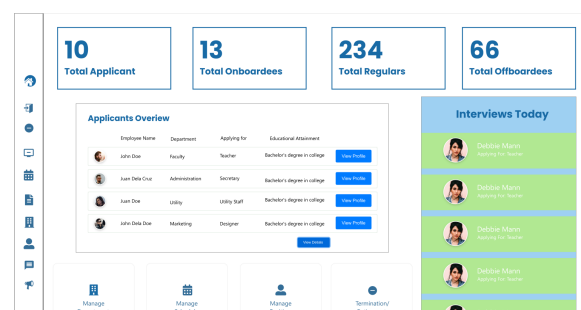 10
Total Applicant
13
Total Onboardees
234
Total Regulars
66
Total Offboardees
Applicants Overiew
Employee Name Department Applying for Educational Attainment
John Doe Faculty Teacher Bachelor's degree in college View Profile
Juan Dela Cruz Administration Secretary Bachelor's degree in college View Profile
Juan Doe Utility Utility Staff Bachelor's degree in college View Profile
John Dela Doe Marketing Designer Bachelor's degree in college View Profile
Interviews Today
Debbie Mann
Applying For Teacher
Debbie Mann
Applying For Teacher
Debbie Mann
Applying For Teacher
Debbie Mann
Applying For Teacher
Manage
Manage
Manage
Termination/